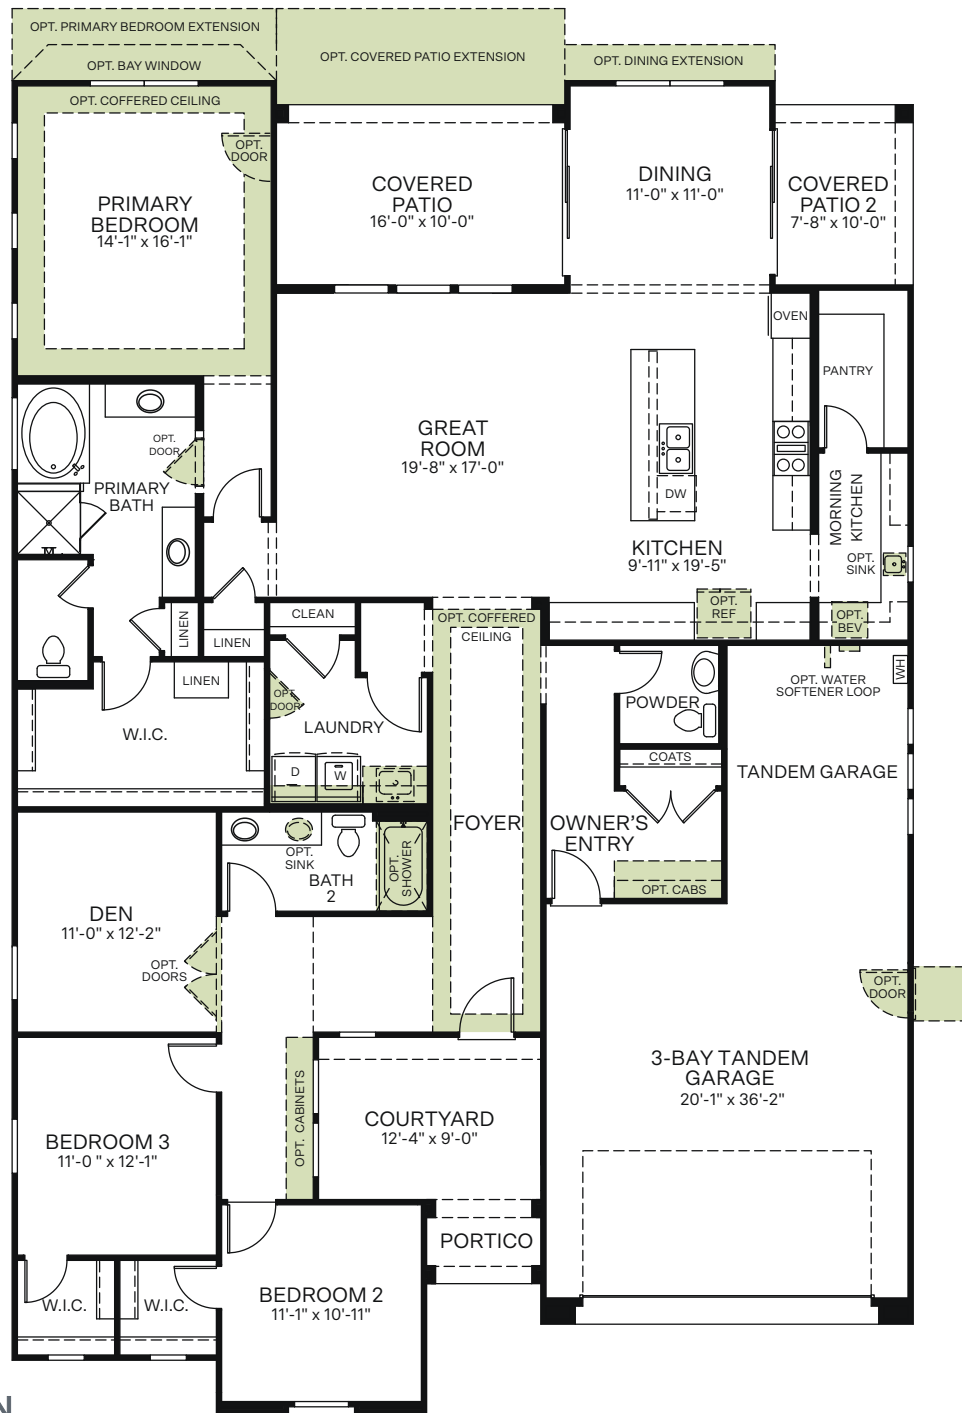 OPT. PRIMARY BEDROOM EXTENSION
OPT. BAY WINDOW
OPT. COVERED PATIO EXTENSION
OPT. DINING EXTENSION
OPT. COFFERED CEILING
OPT.
DOOR
PRIMARY
BEDROOM
14'-1" x 16'-1"
COVERED
PATIO
16'-0" x 10'-0"
DINING
11'-0" x 11'-0"
COVERED
PATIO 2
7'-8" x 10'-0"
OVEN
PANTRY
GREAT
ROOM
19'-8" x 17'-0"
DW
KITCHEN
9'-11" x 19'-5"
MORNING
KITCHEN
OPT.
SINK
OPT.
REF
OPT.
BEV
OPT.
DOOR
PRIMARY
BATH
LINEN
LINEN
LINEN
W.I.C.
CLEAN
OPT.
DOOR
LAUNDRY
D
W
OPT. COFFERED
CEILING
FOYER
POWDER
COATS
OWNER'S
ENTRY
OPT. CABS
OPT. WATER
SOFTENER LOOP
WH
TANDEM GARAGE
OPT.
SINK
BATH
2
OPT.
SHOWER
DEN
11'-0" x 12'-2"
OPT.
DOORS
OPT.
DOOR
3-BAY TANDEM
GARAGE
20'-1" x 36'-2"
OPT. CABINETS
COURTYARD
12'-4" x 9'-0"
BEDROOM 3
11'-0 " x 12'-1"
PORTICO
W.I.C.
W.I.C.
BEDROOM 2
11'-1" x 10'-11"
N